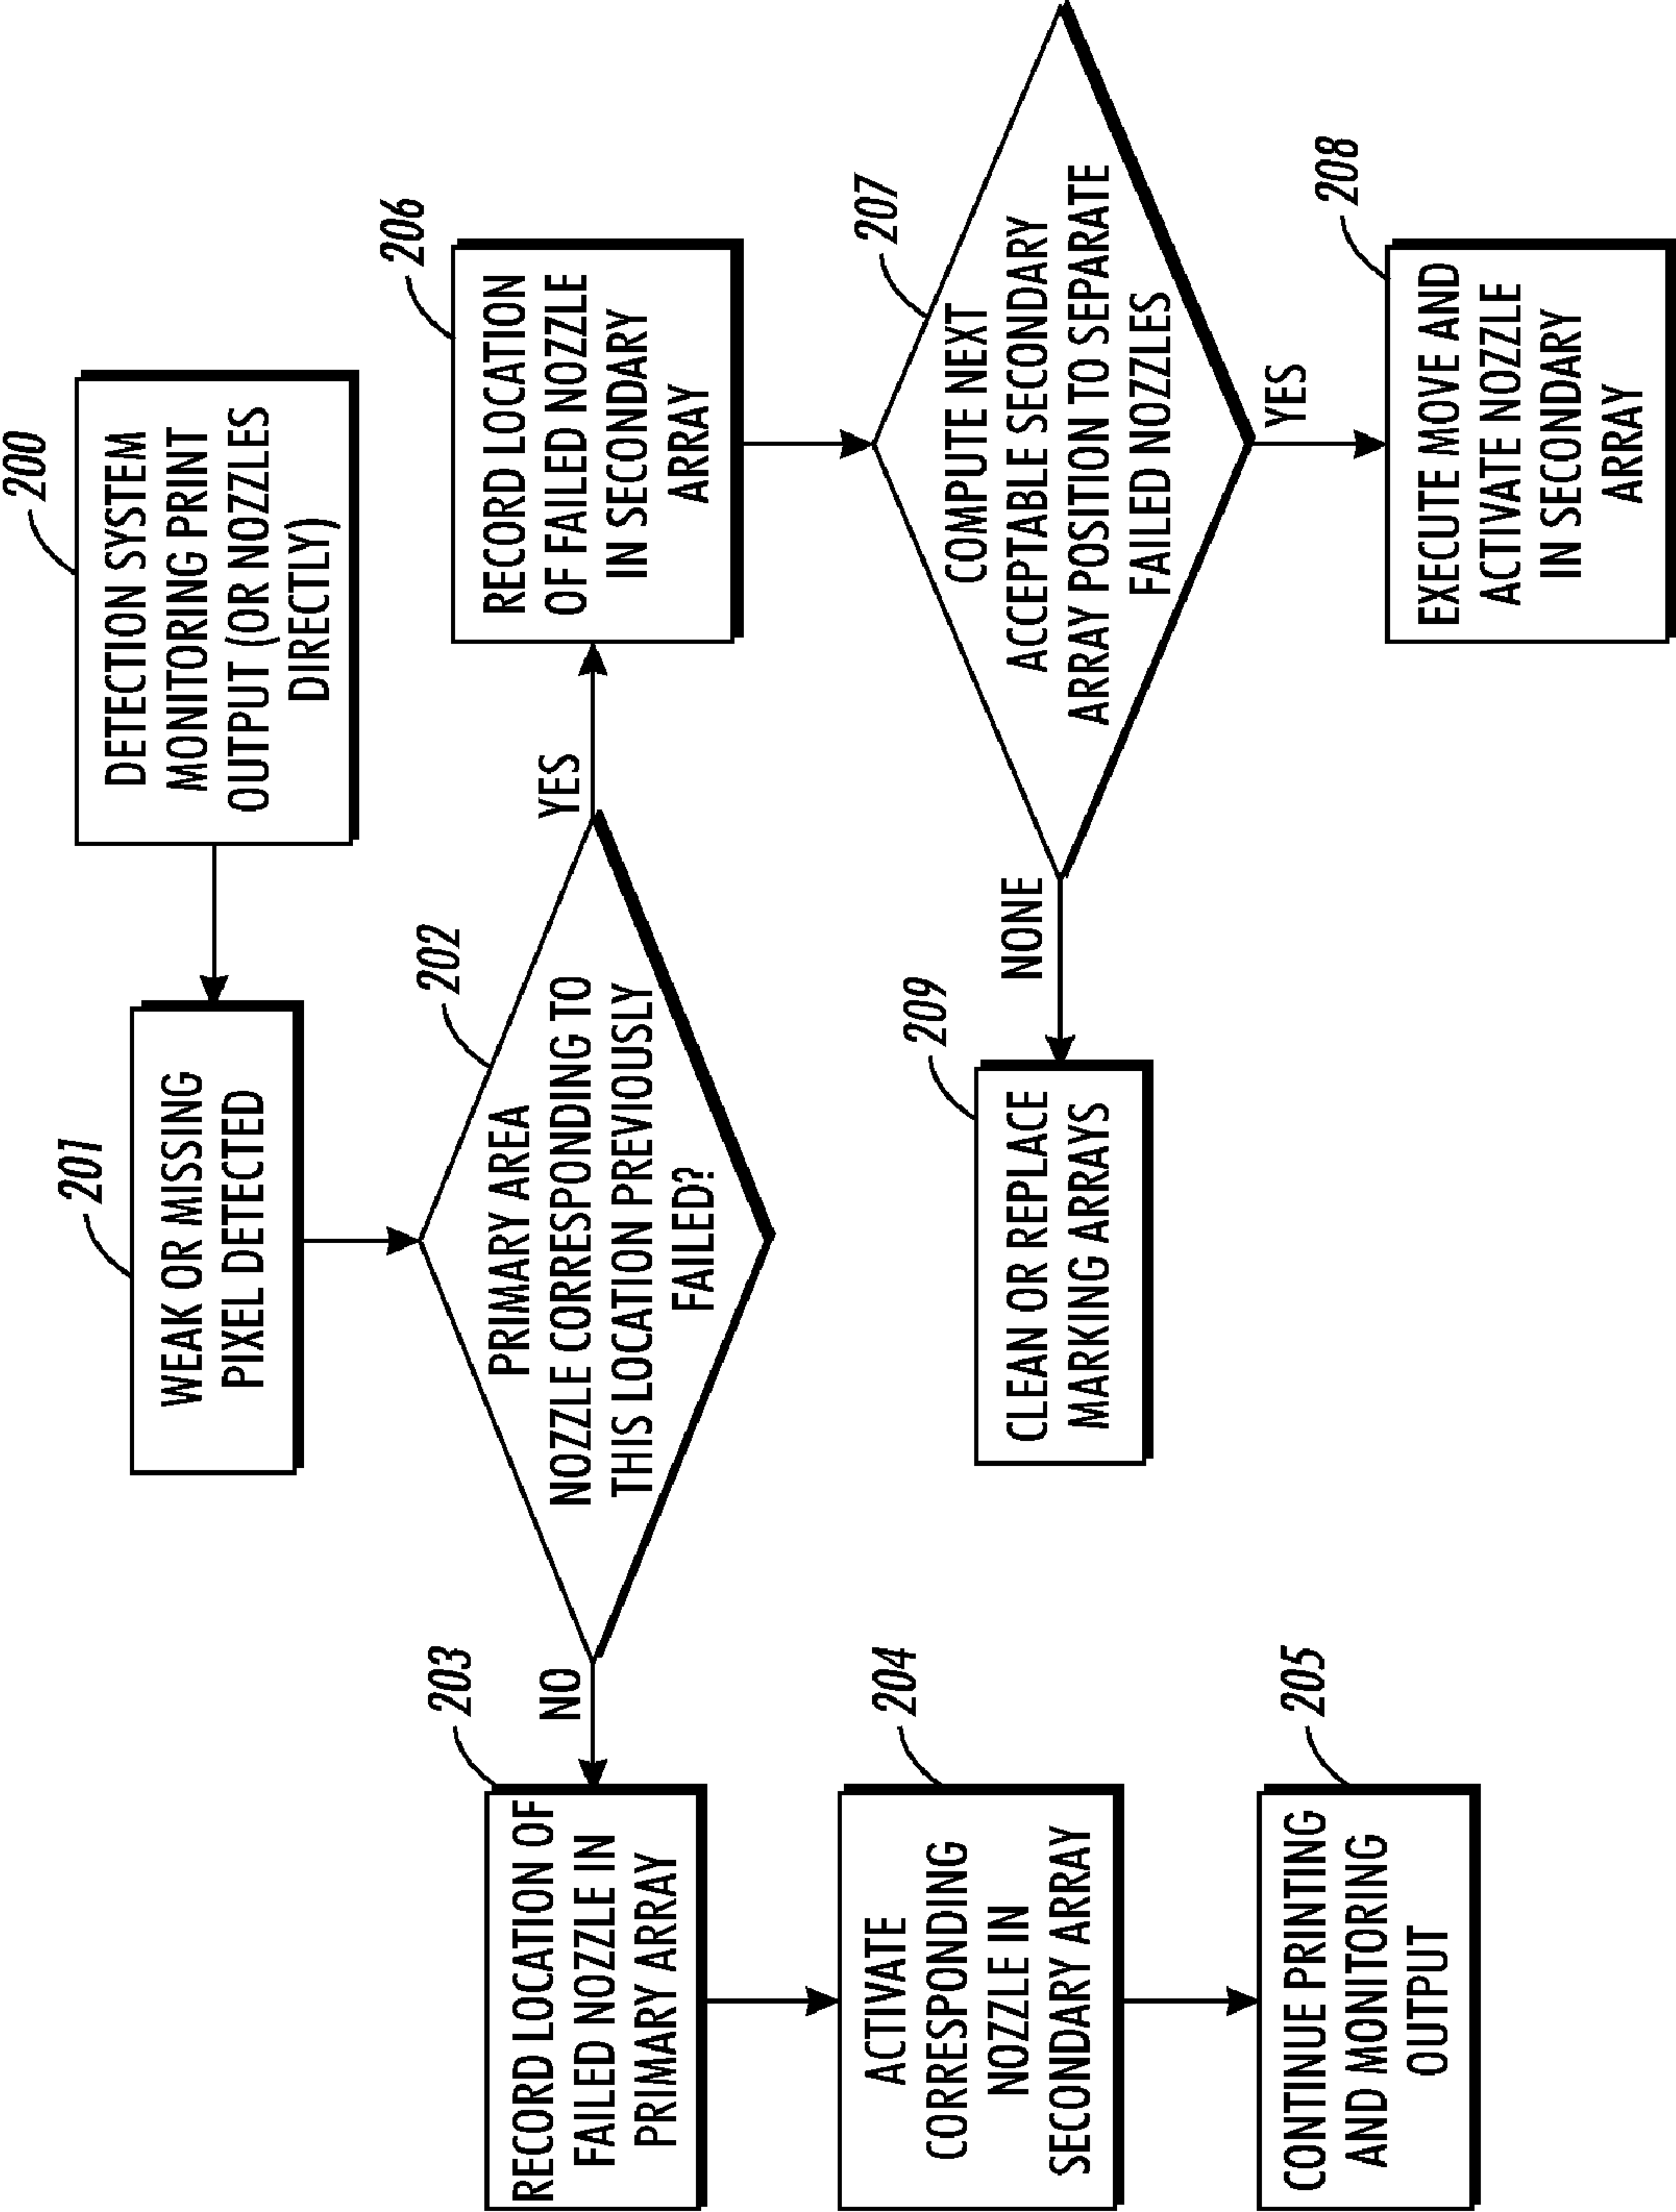 200
DETECTION SYSTEM
MONITORING PRINT
OUTPUT (OR NOZZLES
DIRECTLY)
201
WEAK OR MISSING
PIXEL DETECTED
202
PRIMARY AREA
NOZZLE CORRESPONDING TO
THIS LOCATION PREVIOUSLY
FAILED?
NO
YES
203
RECORD LOCATION OF
FAILED NOZZLE IN
PRIMARY ARRAY
204
ACTIVATE
CORRESPONDING
NOZZLE IN
SECONDARY ARRAY
205
CONTINUE PRINTING
AND MONITORING
OUTPUT
206
RECORD LOCATION
OF FAILED NOZZLE
IN SECONDARY
ARRAY
207
COMPUTE NEXT
ACCEPTABLE SECONDARY
ARRAY POSITION TO SEPARATE
FAILED NOZZLES
NONE
YES
208
EXECUTE MOVE AND
ACTIVATE NOZZLE
IN SECONDARY
ARRAY
209
CLEAN OR REPLACE
MARKING ARRAYS